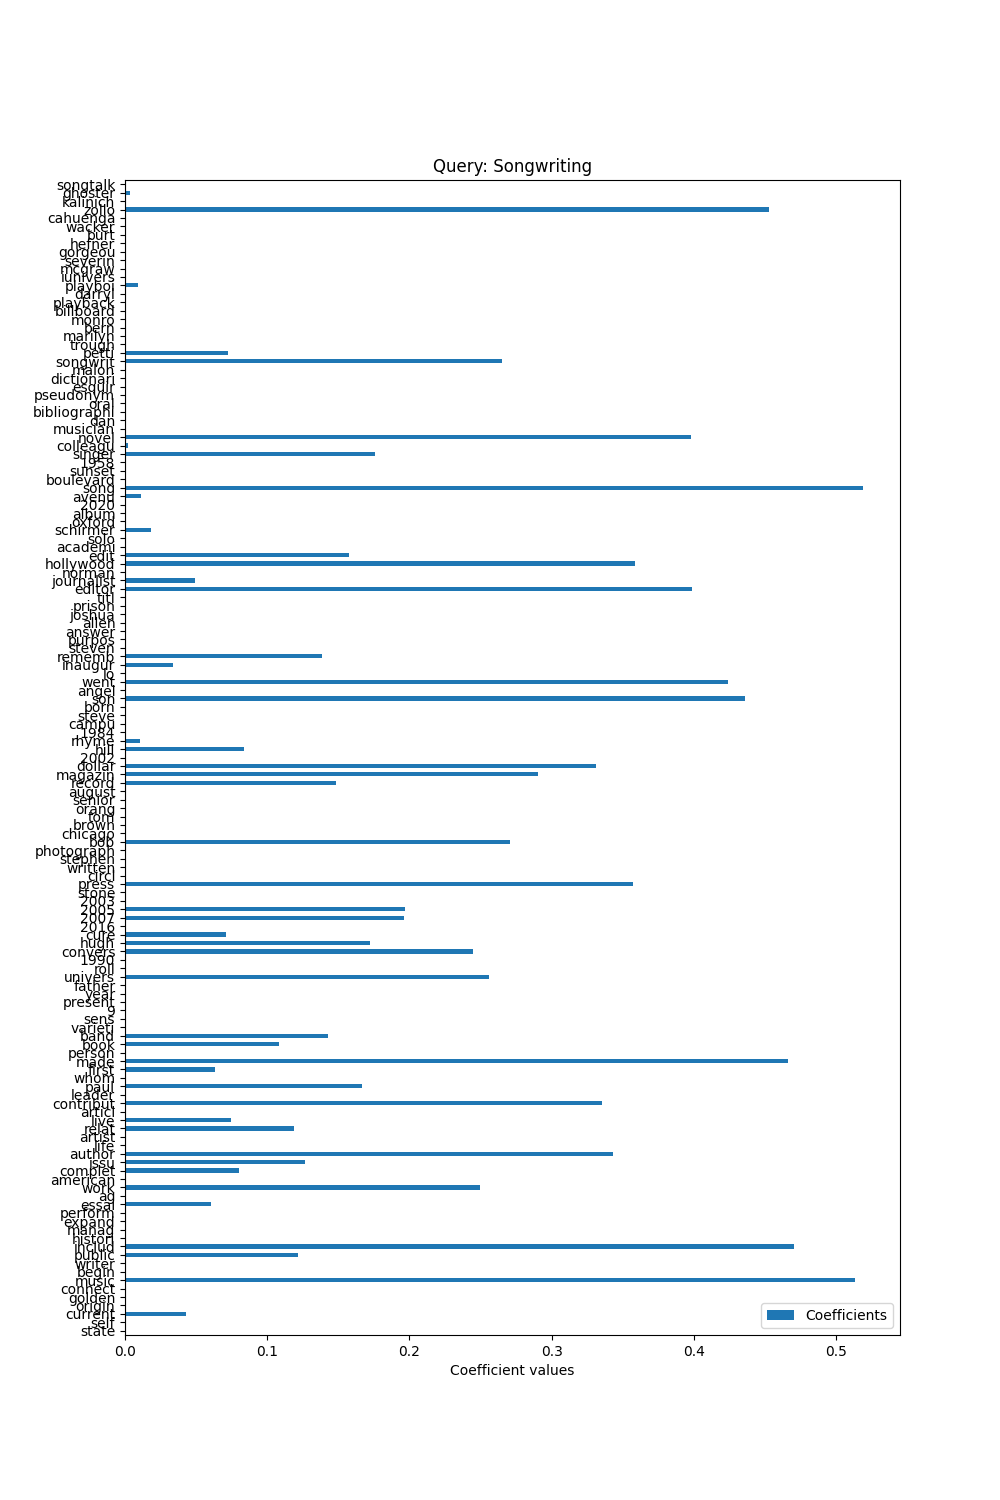 Query: Songwriting
songtalk
ghoster
kalinich
zollo
cahuenga
wacker
burt
hefner
gorgeou
severin
mcgraw
iunivers
playboi
darryl
playback
billboard
monro
bern
marilyn
trough
petti
songwrit
malon
dictionari
esquir
pseudonym
oral
bibliographi
dan
musician
novel
colleagu
singer
1958
sunset
boulevard
song
avenu
2020
album
oxford
schirmer
solo
academi
edit
hollywood
norman
journalist
editor
titl
prison
joshua
allen
answer
purpos
steven
rememb
inaugur
lo
went
angel
son
born
steve
campu
1984
rhyme
hill
2002
dollar
magazin
record
august
senior
orang
tom
brown
chicago
bob
photograph
stephen
written
circl
press
stone
2003
2005
2007
2016
cure
hugh
convers
1990
roll
univers
father
year
present
9
sens
varieti
band
book
person
made
first
whom
paul
leader
contribut
articl
live
relat
artist
life
author
issu
complet
american
work
ag
essai
perform
expand
manag
histori
includ
public
writer
begin
music
connect
golden
origin
current
self
state
Coefficients
0.0 0.1 0.2 0.3 0.4 0.5
Coefficient values